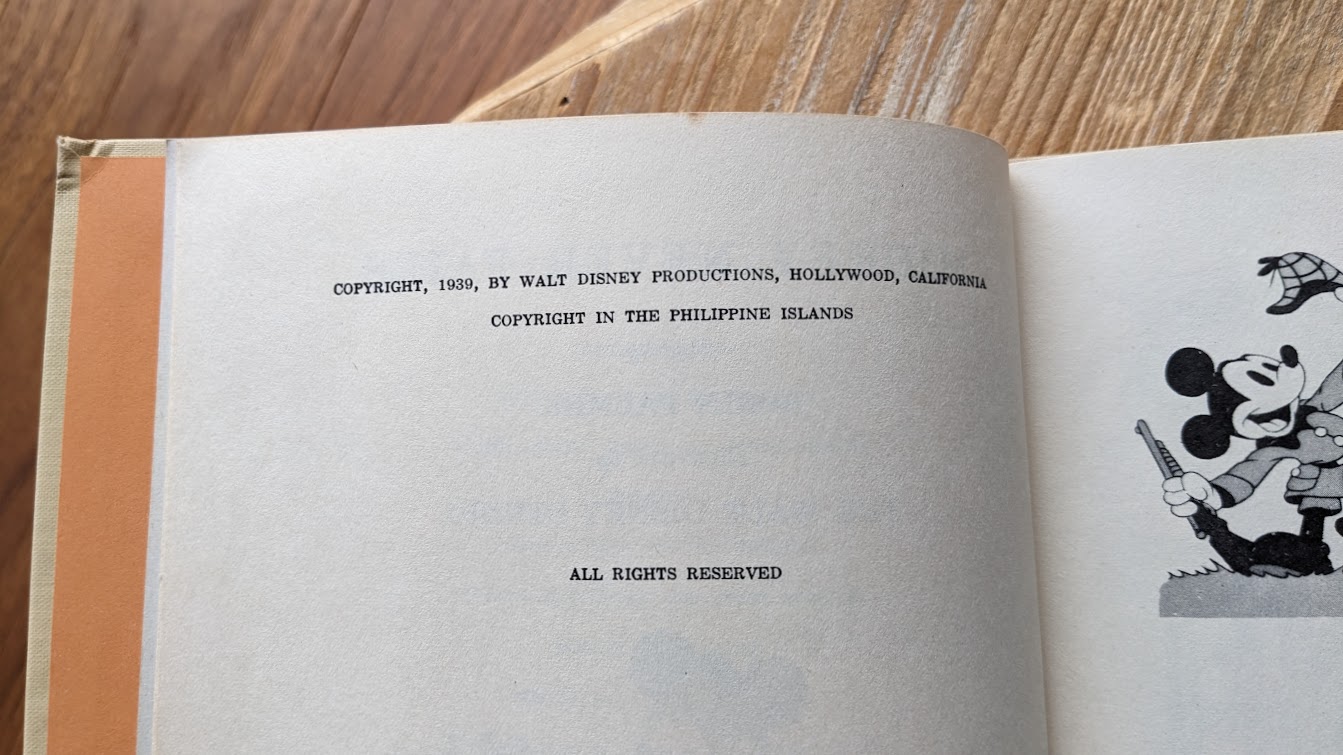 COPYRIGHT, 1939, BY WALT DISNEY PRODUCTIONS, HOLLYWOOD, CALIFORNIA
COPYRIGHT IN THE PHILIPPINE ISLANDS
ALL RIGHTS RESERVED